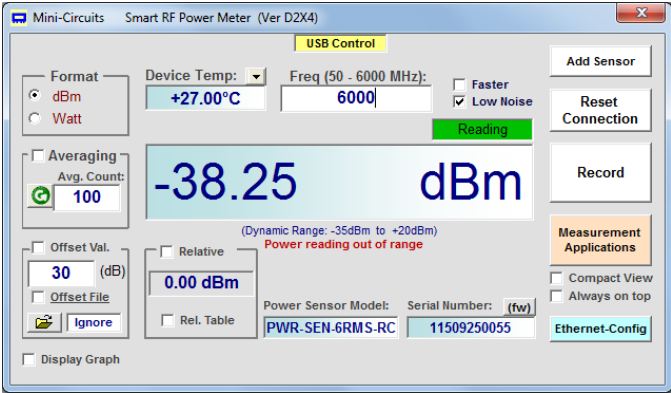 Mini-Circuits Smart RF Power Meter (Ver D2X4)
USB Control
Format
dBm
Watt
Device Temp:
+27.00°C
Freq (50 - 6000 MHz):
6000
Faster
Low Noise
Reading
Add Sensor
Reset
Connection
Averaging
Avg. Count:
100
-38.25 dBm
Record
(Dynamic Range: -35dBm to +20dBm)
Power reading out of range
Measurement
Applications
Offset Val.
30 (dB)
Offset File
Ignore
Relative
0.00 dBm
Rel. Table
Power Sensor Model:
PWR-SEN-6RMS-RC
Serial Number: (fw)
11509250055
Compact View
Always on top
Ethernet-Config
Display Graph